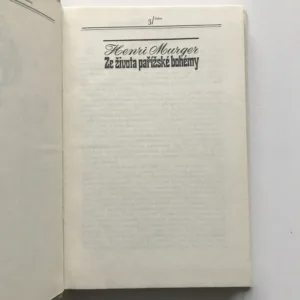 Henri Murger
Ze života pařížské bohémy